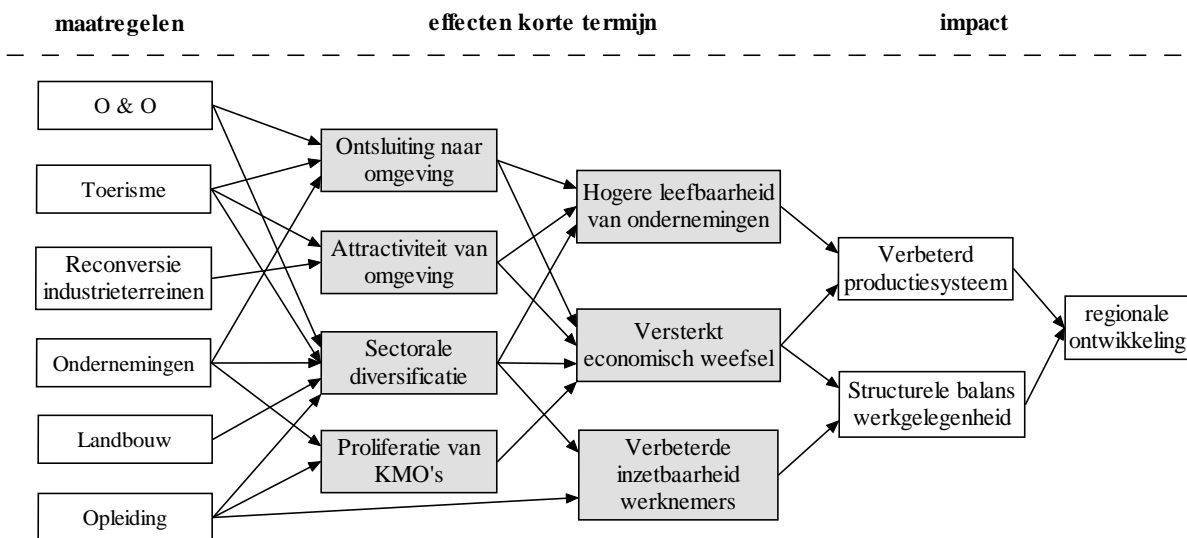 maatregelen
effecten korte termijn
impact
O & O
Toerisme
Reconversie
industrieterreinen
Ondernemingen
Landbouw
Opleiding
Ontsluiting naar
omgeving
Attractiviteit van
omgeving
Sectorale
diversificatie
Proliferatie van
KMO's
Hogere leefbaarheid
van ondernemingen
Versterkt
economisch weefsel
Verbeterde
inzetbaarheid
werknemers
Verbeterd
productiesysteem
Structurele balans
werkgelegenheid
regionale
ontwikkeling